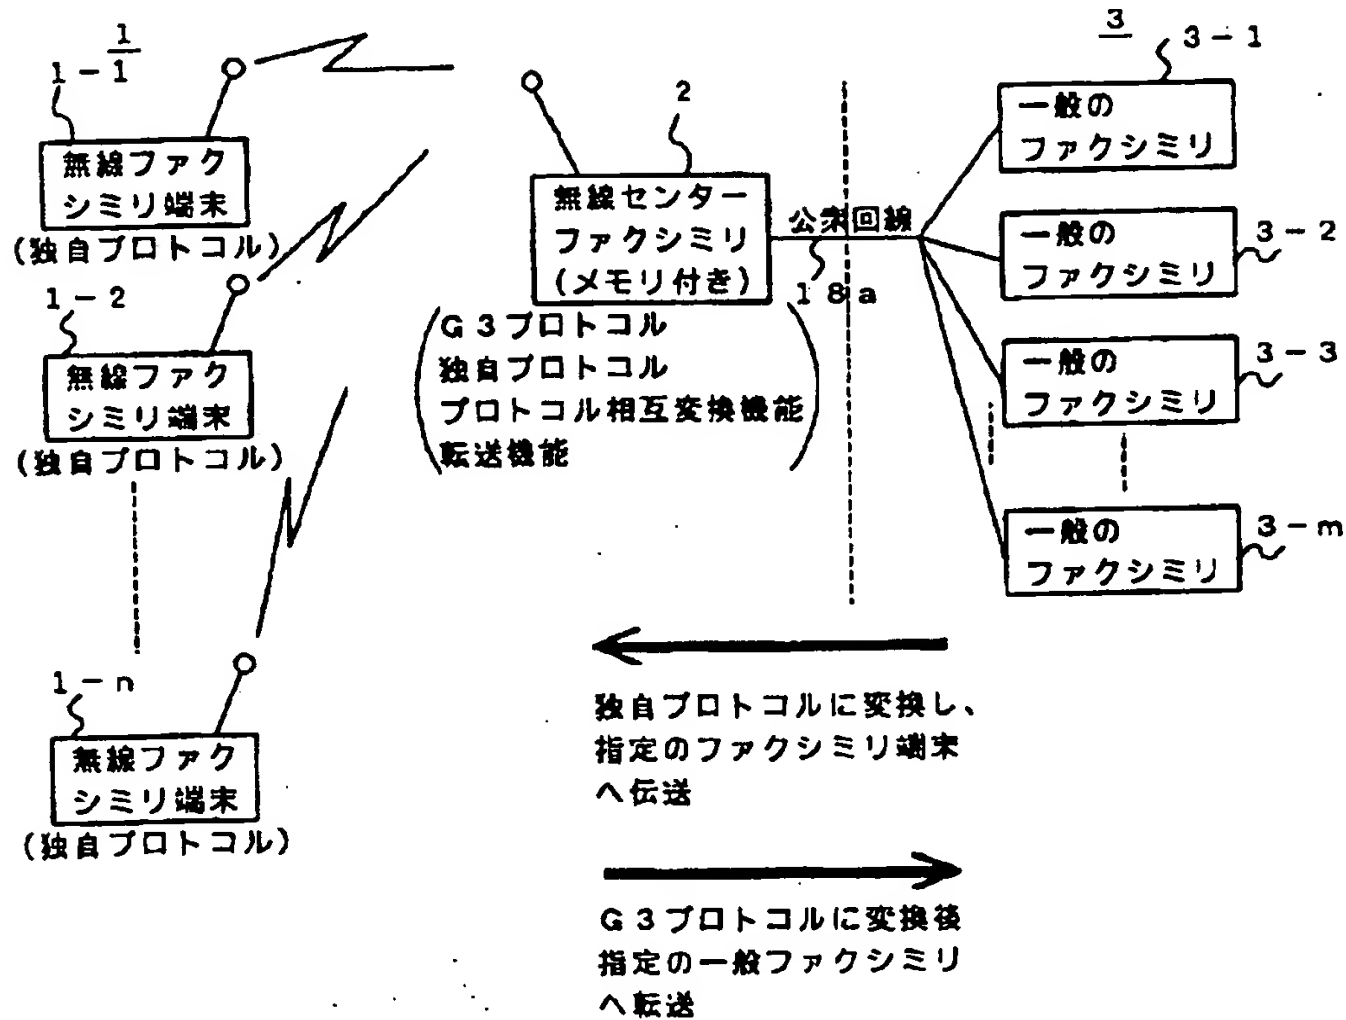 1
1-1
無線ファク
シミリ端末
(独自プロトコル)
1-2
無線ファク
シミリ端末
(独自プロトコル)
1-n
無線ファク
シミリ端末
(独自プロトコル)
2
無線センター
ファクシミリ
(メモリ付き)
G3プロトコル
独自プロトコル
プロトコル相互変換機能
転送機能
公衆回線
18a
3
3-1
一般の
ファクシミリ
3-2
一般の
ファクシミリ
3-3
一般の
ファクシミリ
3-m
一般の
ファクシミリ
独自プロトコルに変換し、
指定のファクシミリ端末
へ伝送
G3プロトコルに変換後
指定の一般ファクシミリ
へ転送